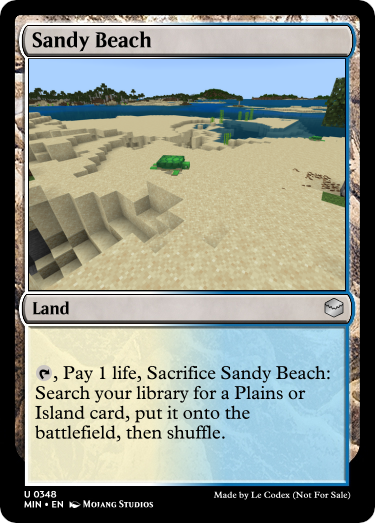 Sandy Beach
Land
, Pay 1 life, Sacrifice Sandy Beach:
Search your library for a Plains or
Island card, put it onto the
battlefield, then shuffle.
U 0348
MIN • EN Mojang Studios
Made by Le Codex (Not For Sale)